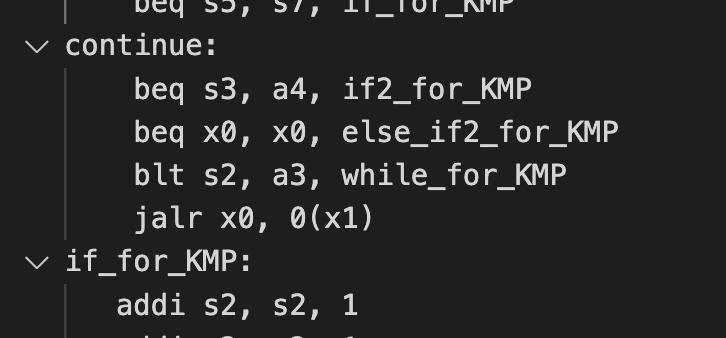 beq s5, s7, if_for_KMP
continue:
beq s3, a4, if2_for_KMP
beq x0, x0, else_if2_for_KMP
blt s2, a3, while_for_KMP
jalr x0, 0(x1)
if_for_KMP:
addi s2, s2, 1